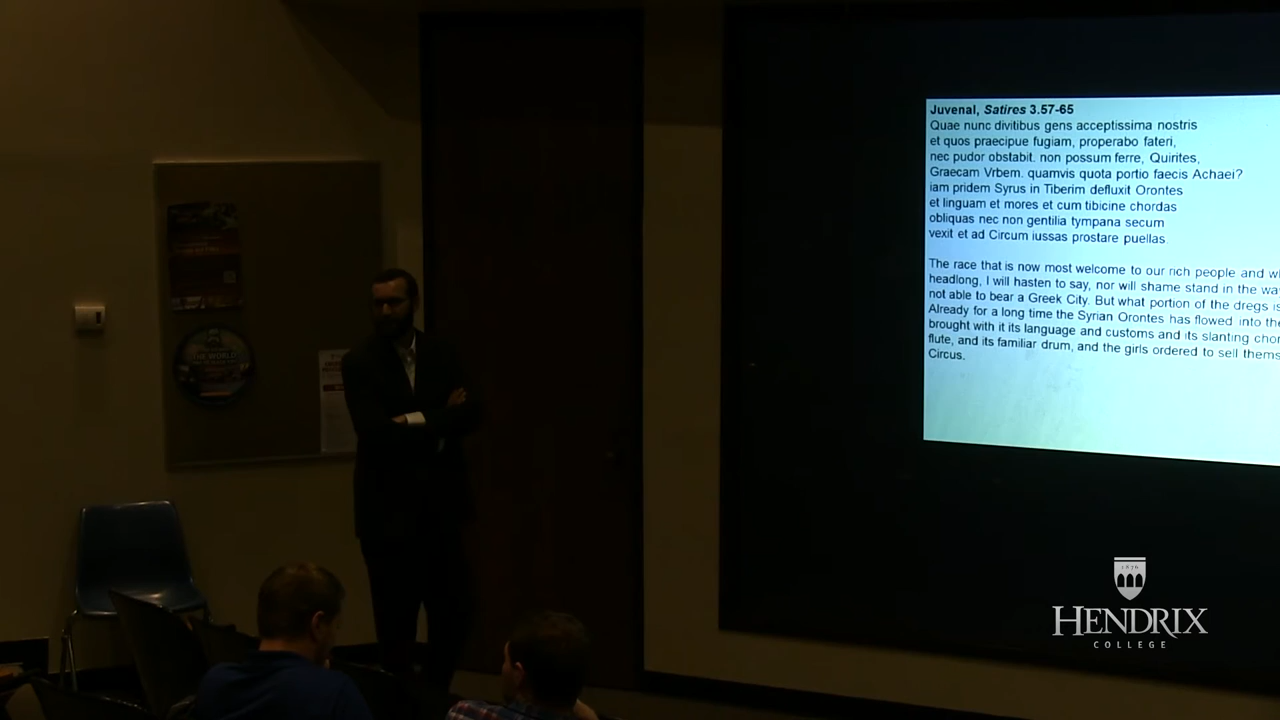 THE WORLD
Juvenal, Satires 3.57-65
Quae nunc divitibus gens acceptissima nostris
et quos praecipue fugiam, properabo fateri,
nec pudor obstabit. non possum ferre, Quirites,
Graecam Vrbem. quamvis quota portio faecis Achaei?
iam pridem Syrus in Tiberim defluxit Orontes
et linguam et mores et cum tibicine chordas
obliquas nec non gentilia tympana secum
vexit et ad Circum iussas prostare puellas.
The race that is now most welcome to our rich people and
headlong, I will hasten to say, nor will shame stand in the
not able to bear a Greek City. But what portion of the dregs
Already for a long time the Syrian Orontes has flowed into
brought with it its language and customs and its slanting
flute, and its familiar drum, and the girls ordered to sell
Circus.
1876
HENDRIX
COLLEGE